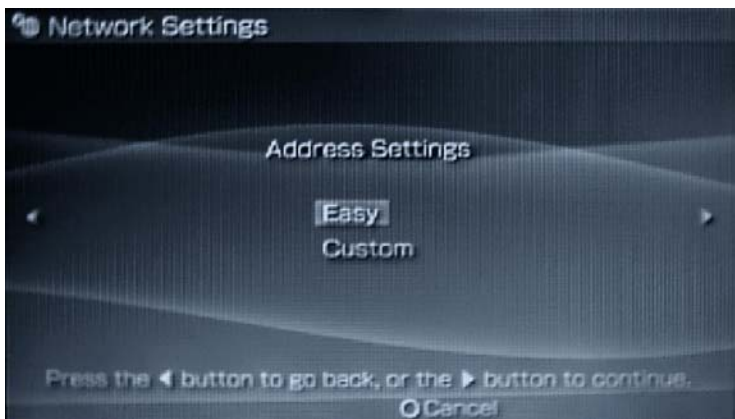 Network Settings
Address Settings
Easy
Custom
Press the ◀ button to go back, or the ▶ button to continue.
O Cancel